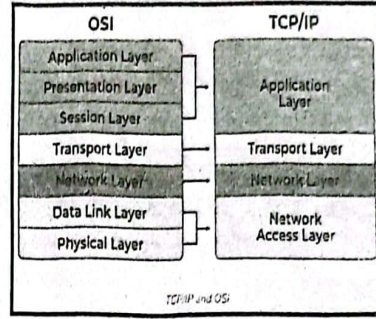 OSI
TCP/IP
Application Layer
Presentation Layer
Session Layer
Transport Layer
Network Layer
Data Link Layer
Physical Layer
Application
Layer
Transport Layer
Network Layer
Network
Access Layer
TCP/IP and OSI